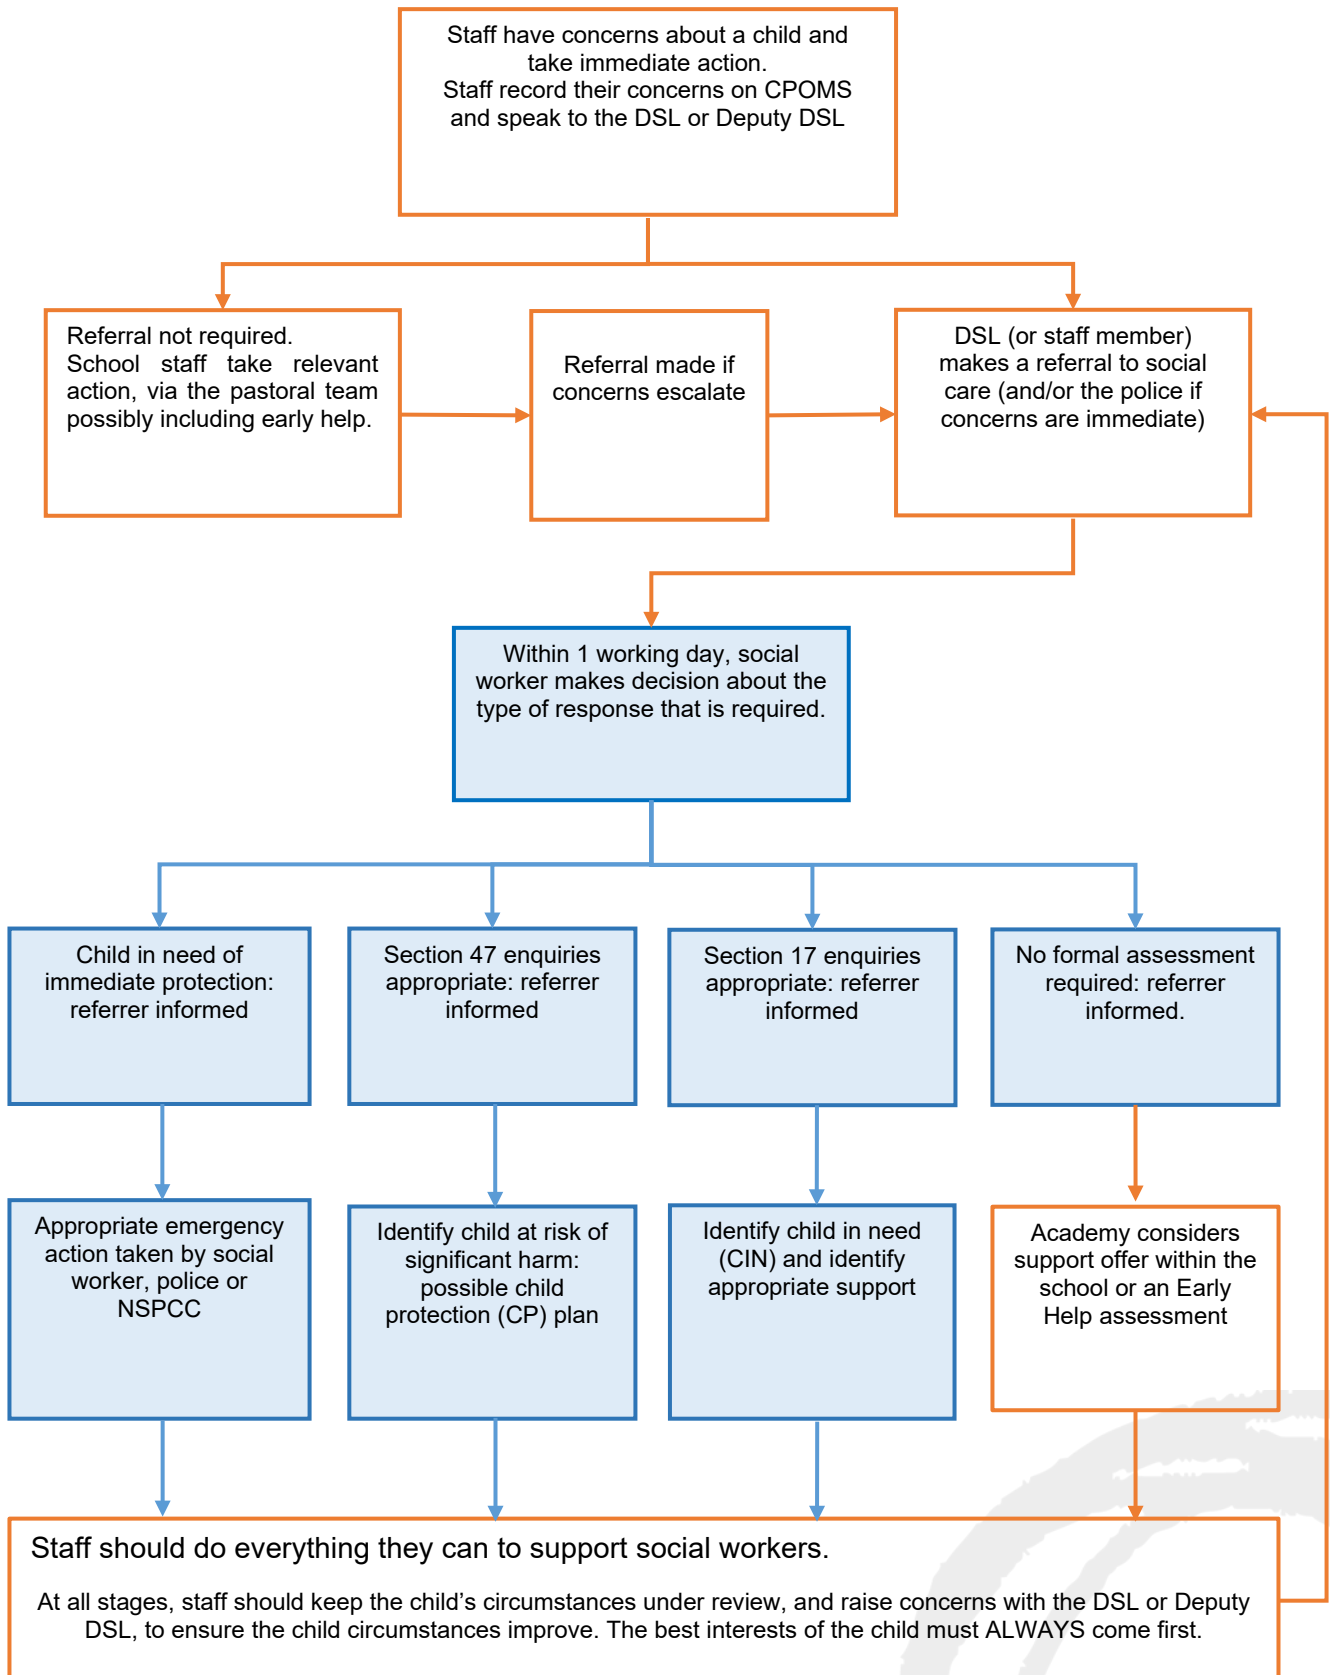 Staff have concerns about a child and
take immediate action.
Staff record their concerns on CPOMS
and speak to the DSL or Deputy DSL
Referral not required.
School staff take relevant
action, via the pastoral team
possibly including early help.
Referral made if
concerns escalate
DSL (or staff member)
makes a referral to social
care (and/or the police if
concerns are immediate)
Within 1 working day, social
worker makes decision about the
type of response that is required.
Child in need of
immediate protection:
referrer informed
Section 47 enquiries
appropriate: referrer
informed
Section 17 enquiries
appropriate: referrer
informed
No formal assessment
required: referrer
informed.
Appropriate emergency
action taken by social
worker, police or
NSPCC
Identify child at risk of
significant harm:
possible child
protection (CP) plan
Identify child in need
(CIN) and identify
appropriate support
Academy considers
support offer within the
school or an Early
Help assessment
Staff should do everything they can to support social workers.
At all stages, staff should keep the child’s circumstances under review, and raise concerns with the DSL or Deputy
DSL, to ensure the child circumstances improve. The best interests of the child must ALWAYS come first.